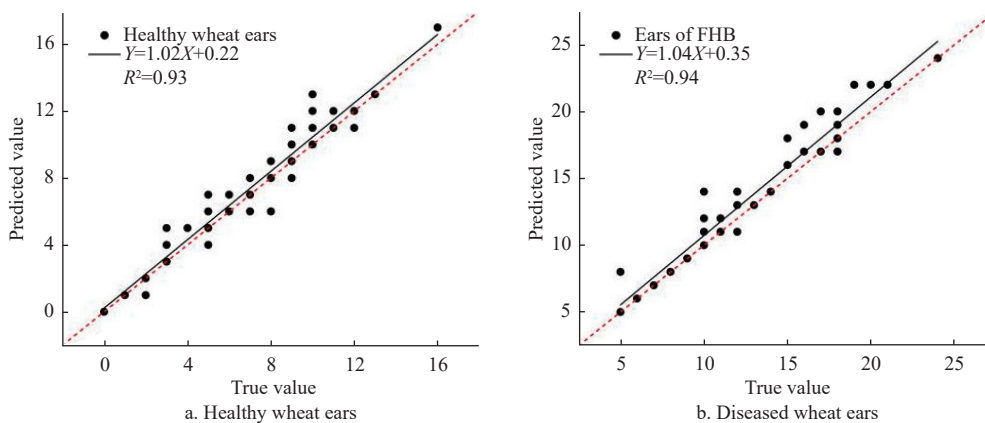 Healthy wheat ears
Y=1.02X+0.22
R²=0.93
16
12
8
4
0
Predicted value
0 4 8 12 16
True value
a. Healthy wheat ears
Ears of FHB
Y=1.04X+0.35
R²=0.94
25
20
15
10
5
Predicted value
5 10 15 20 25
True value
b. Diseased wheat ears